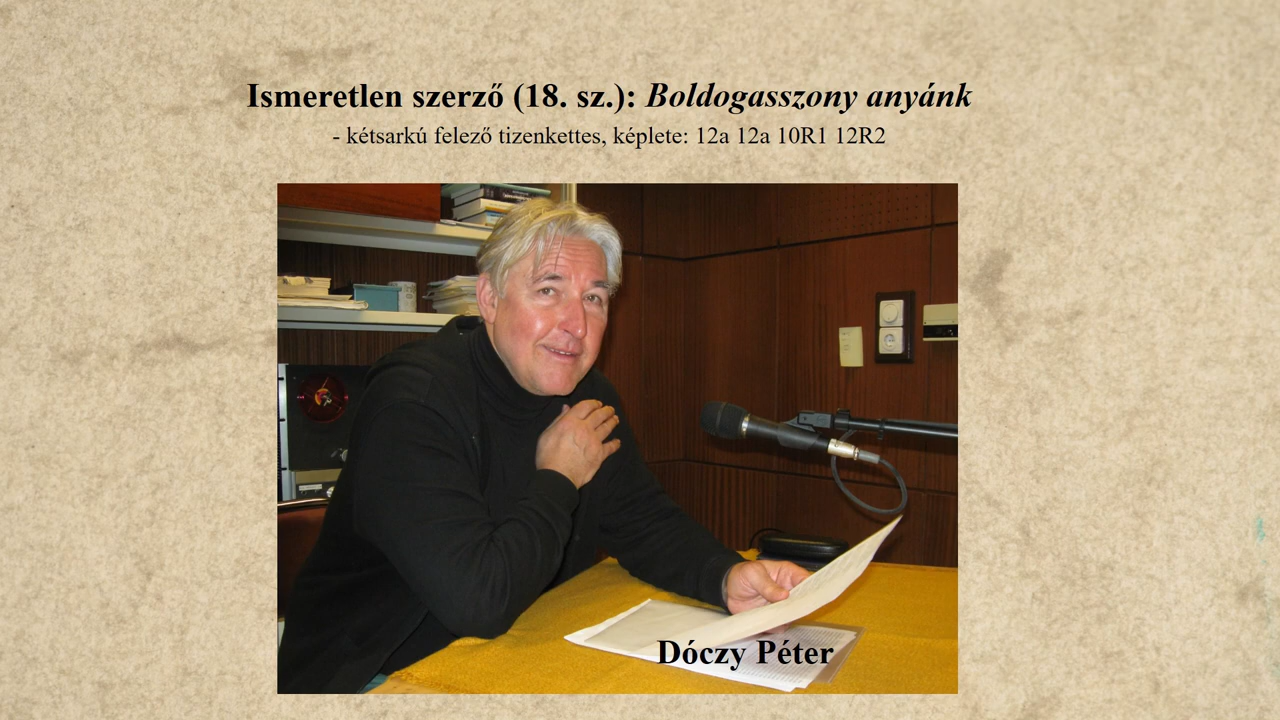 Ismeretlen szerző (18. sz.): Boldogasszony anyánk
- kétsarkú felező tizenkettes, képlete: 12a 12a 10R1 12R2
Dóczy Péter